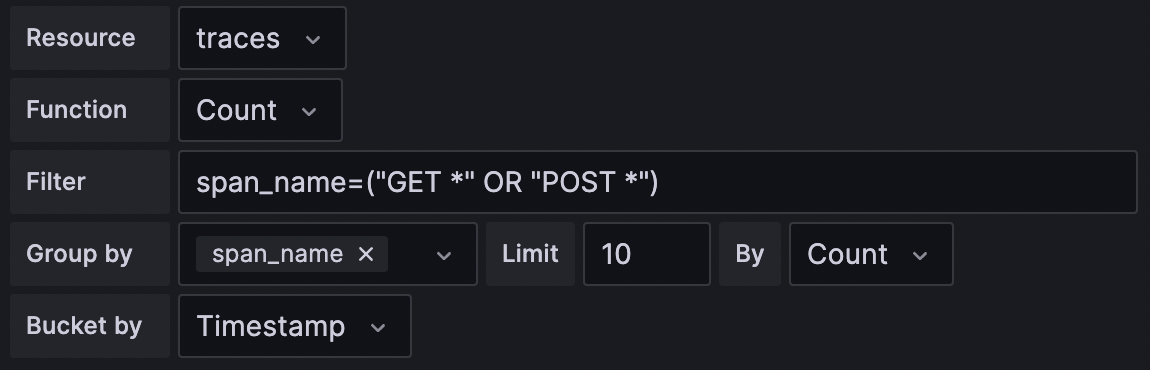 Resource traces
Function Count
Filter span_name=("GET *" OR "POST *")
Group by span_name × Limit 10 By Count
Bucket by Timestamp